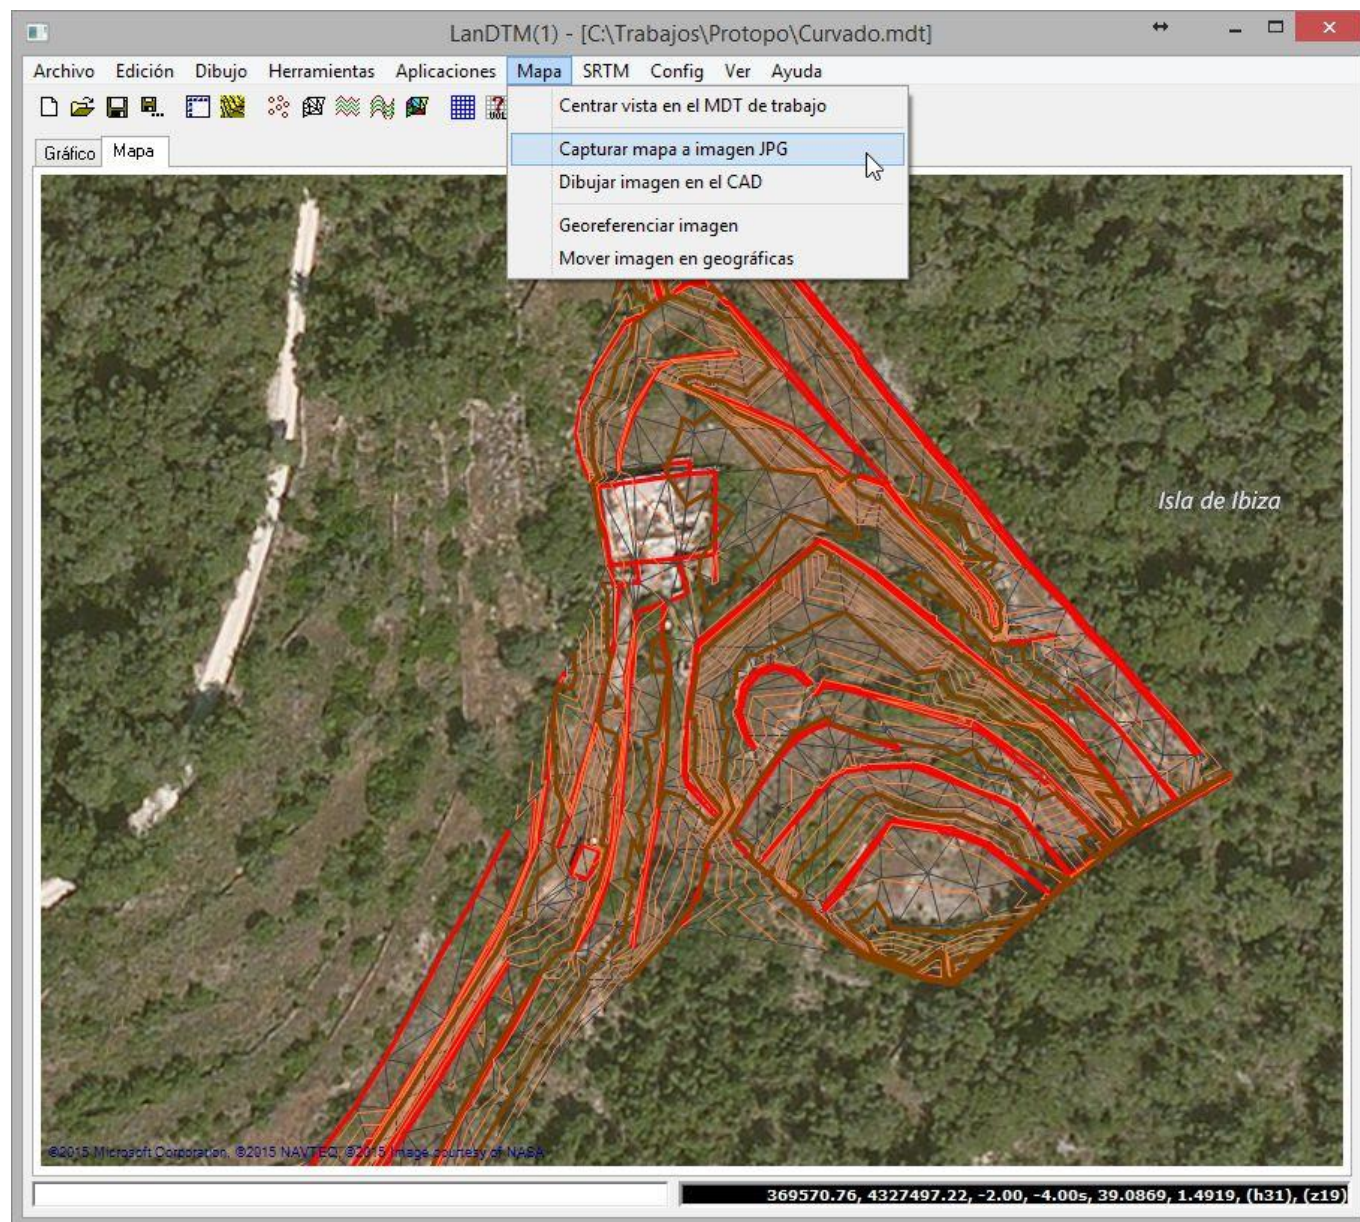 LanDTM(1) - [C:\Trabajos\Protopo\Curvado.mdt]
Archivo Edición Dibujo Herramientas Aplicaciones Mapa SRTM Config Ver Ayuda
Centrar vista en el MDT de trabajo
Capturar mapa a imagen JPG
Dibujar imagen en el CAD
Georeferenciar imagen
Mover imagen en geográficas
Gráfico Mapa
Isla de Ibiza
©2015 Microsoft Corporation, ©2015 NAVTEQ, ©2015 Image courtesy of NASA
369570.76, 4327497.22, -2.00, -4.00s, 39.0869, 1.4919, (h31), (z19)